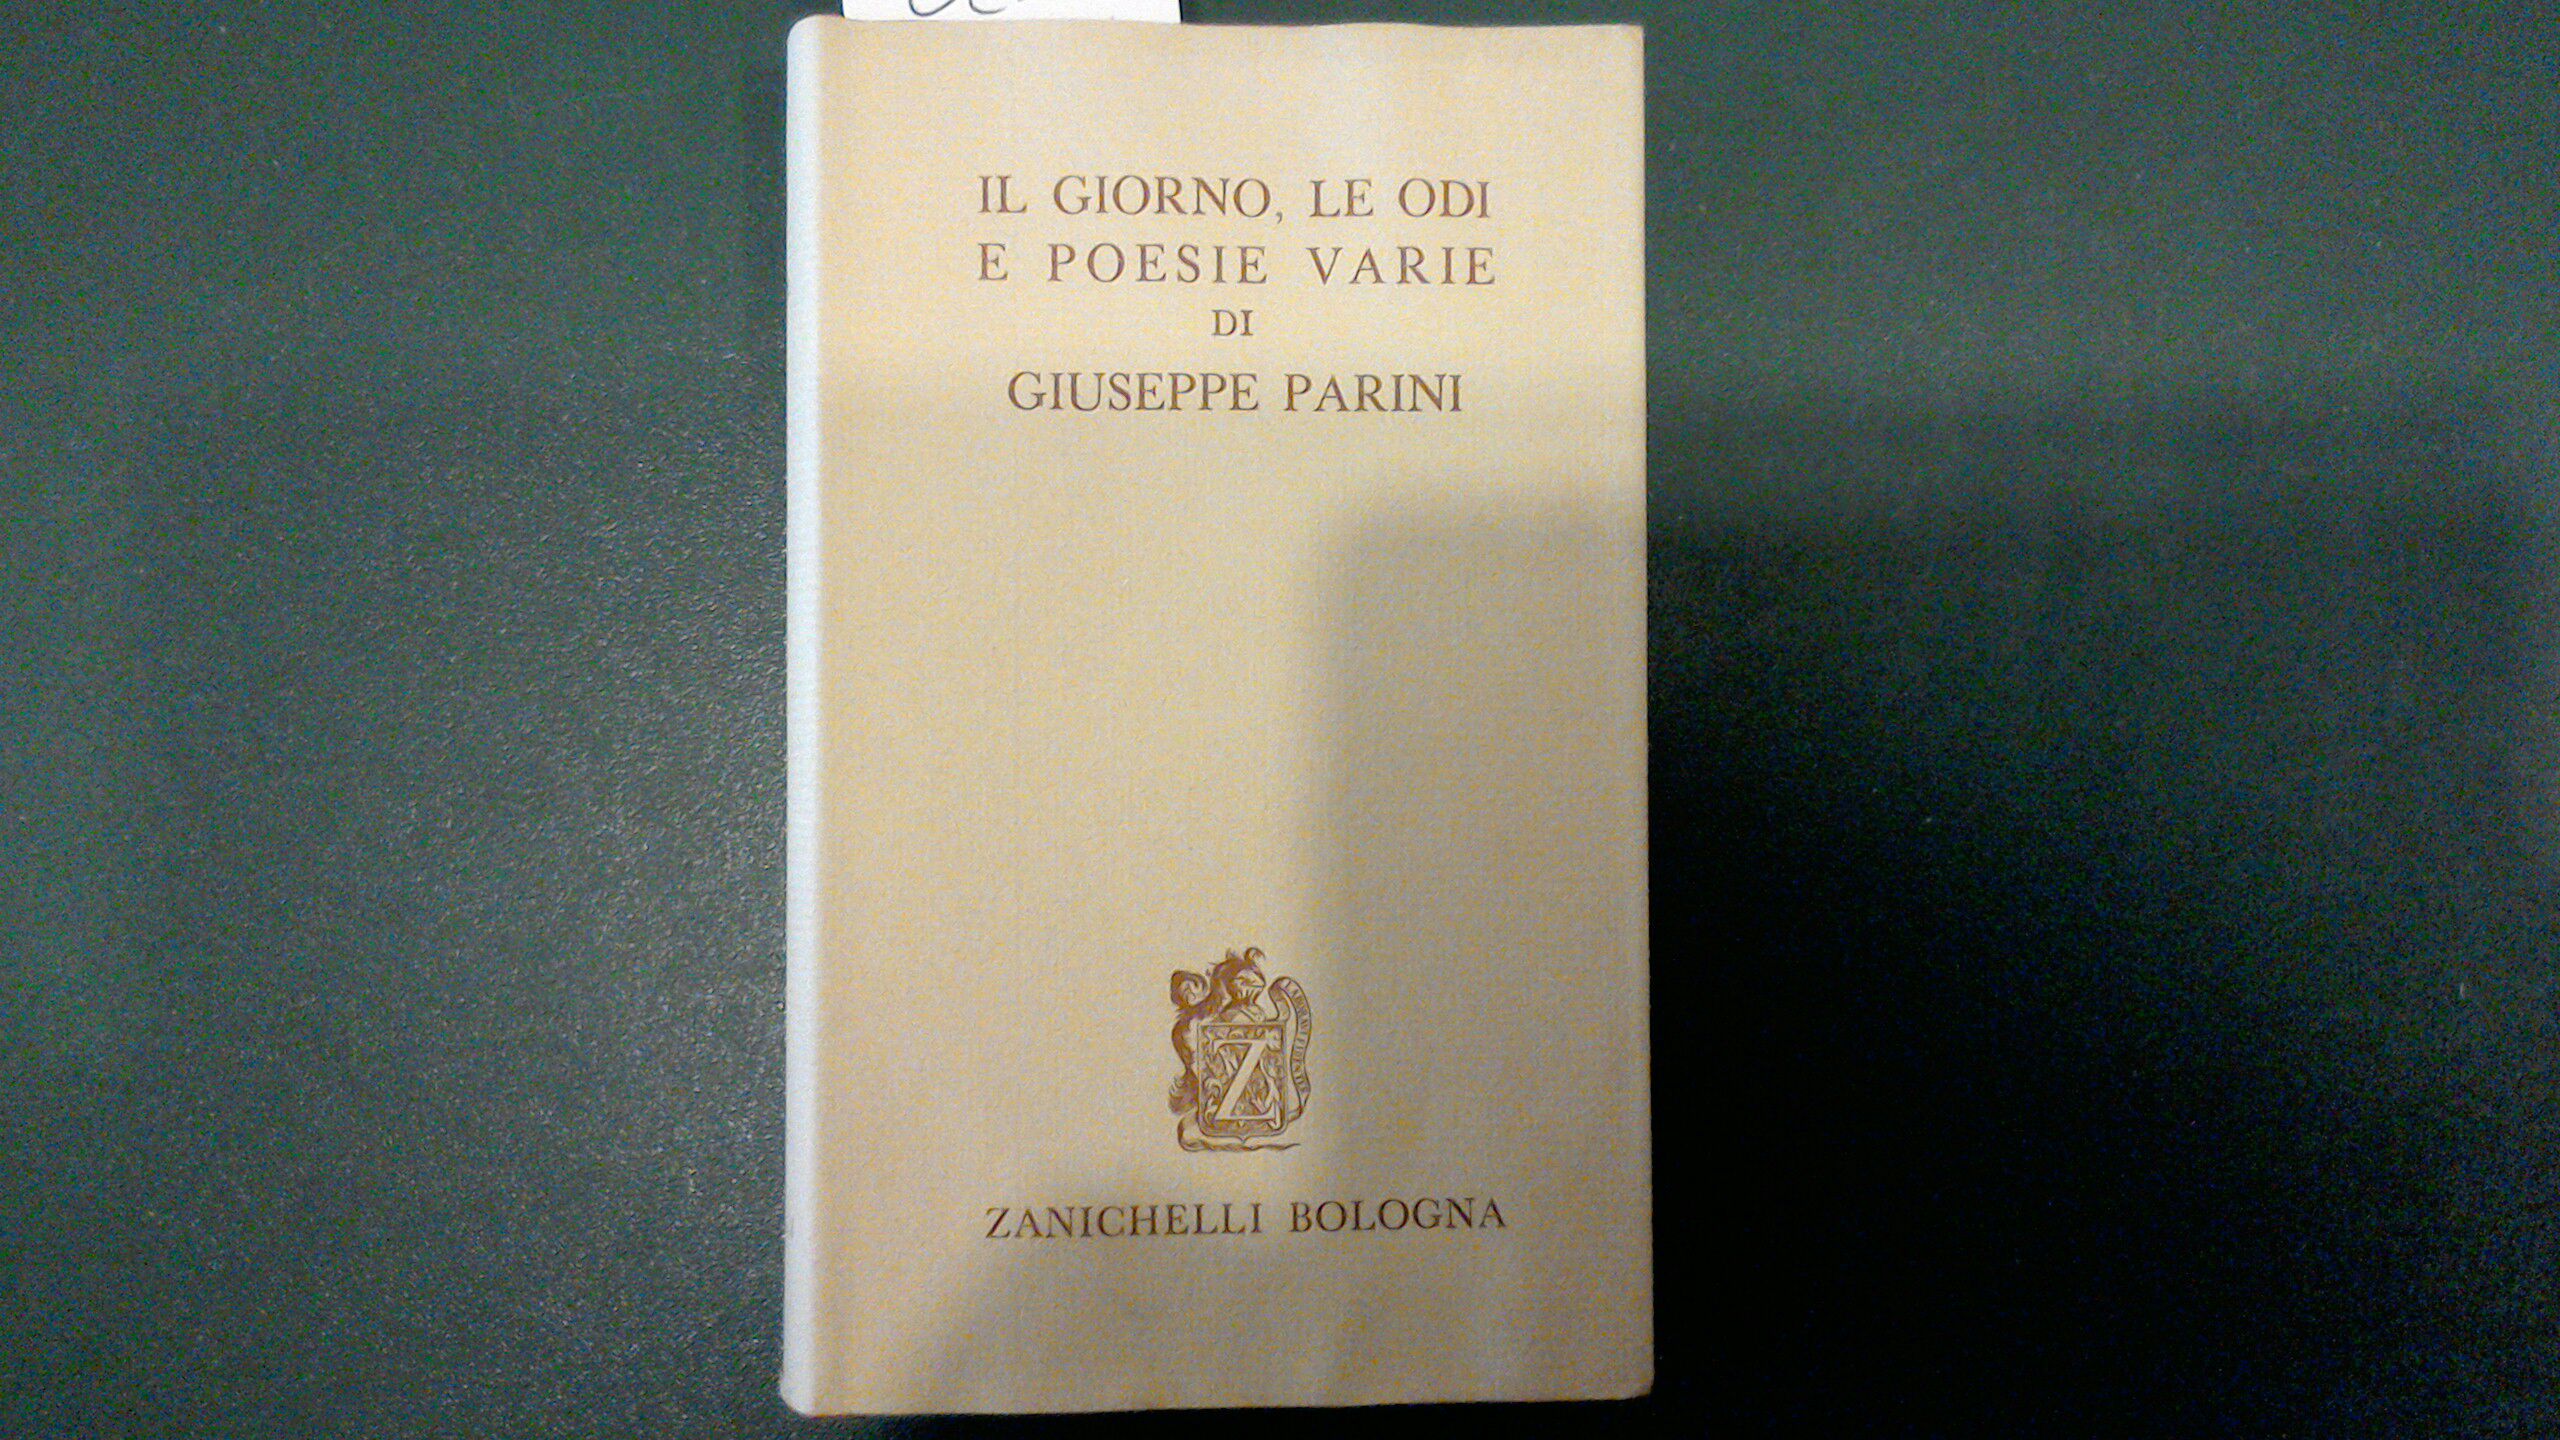 IL GIORNO, LE ODI
E POESIE VARIE
DI
GIUSEPPE PARINI
Z
ZANICHELLI BOLOGNA